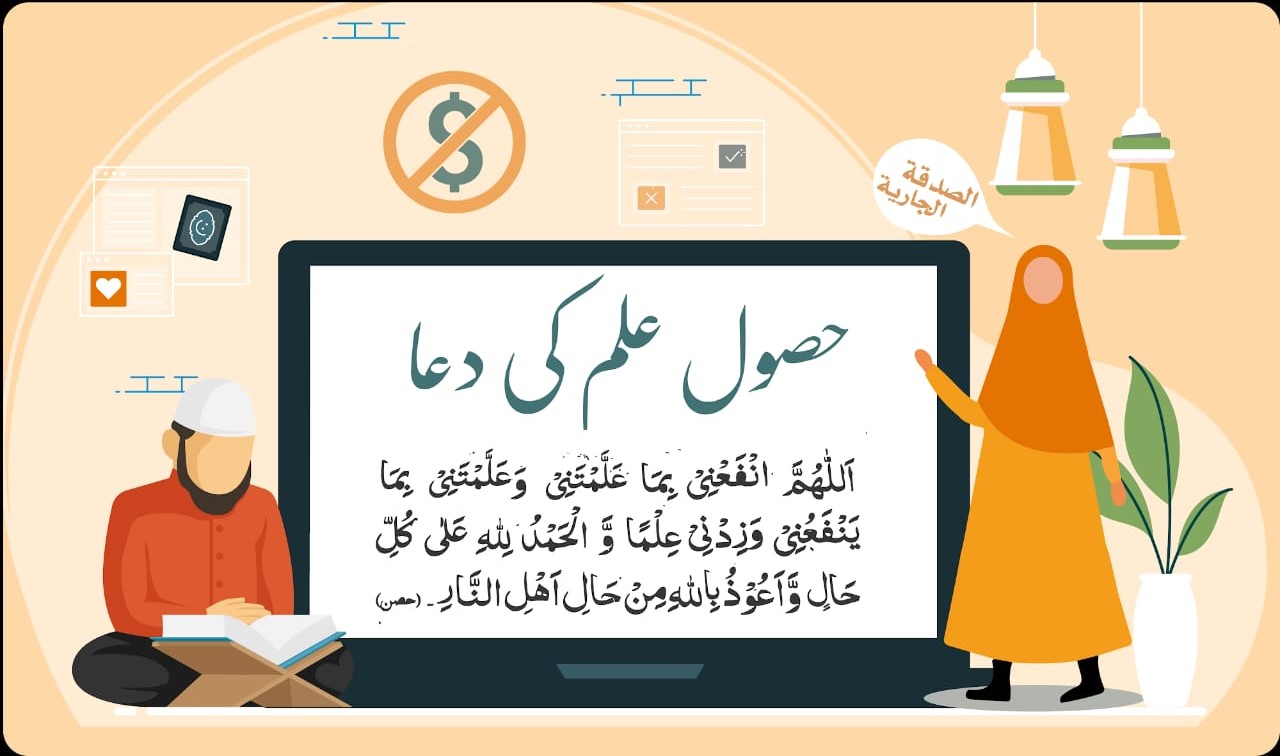 الصدقة
الجارية
حصول علم کی دعا
اَللّٰهُمَّ انْفَعْنِیْ بِمَا عَلَّمْتَنِیْ وَعَلَّمْتَنِیْ بِمَا
یَنْفَعُنِیْ وَزِدْنِیْ عِلْمًا وَّ الْحَمْدُ لِلّٰهِ عَلٰی کُلِّ
حَالٍ وَّاَعُوْذُ بِاللّٰهِ مِنْ حَالِ اَهْلِ النَّارِ۔ (حصن)